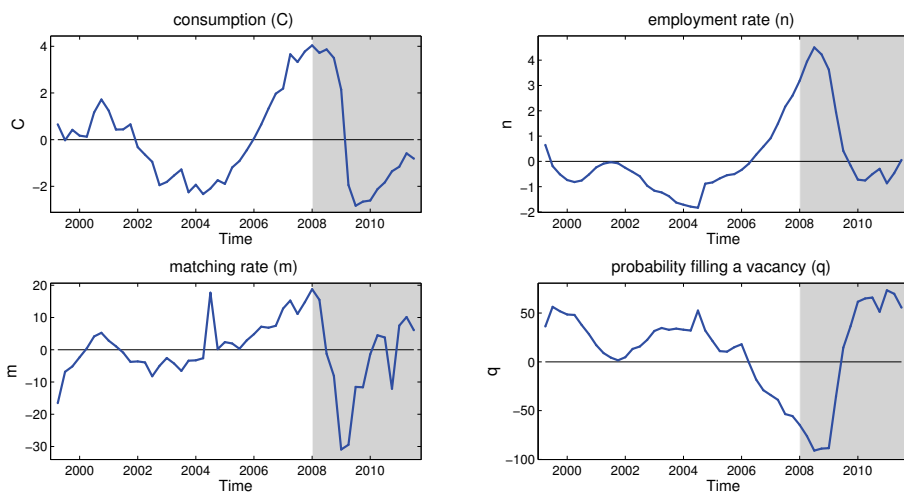 consumption (C)
4
2
0
−2
C
2000 2002 2004 2006 2008 2010
Time
employment rate (n)
4
3
2
1
0
−1
−2
n
2000 2002 2004 2006 2008 2010
Time
matching rate (m)
20
10
0
−10
−20
−30
m
2000 2002 2004 2006 2008 2010
Time
probability filling a vacancy (q)
50
0
−50
−100
q
2000 2002 2004 2006 2008 2010
Time